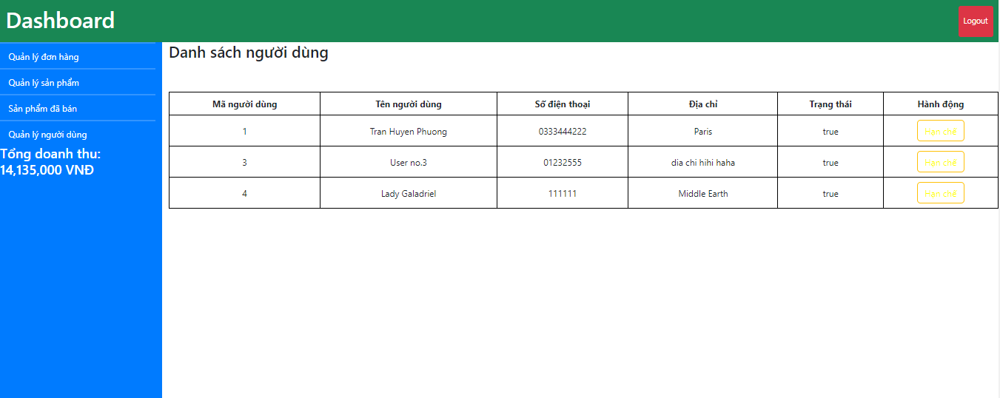 Dashboard
Logout
Quản lý đơn hàng
Quản lý sản phẩm
Sản phẩm đã bán
Quản lý người dùng
Tổng doanh thu:
14,135,000 VNĐ
Danh sách người dùng
Mã người dùng Tên người dùng Số điện thoại Địa chỉ Trạng thái Hành động
1 Tran Huyen Phuong 0333444222 Paris true Hạn chế
3 User no.3 01232555 dia chi hihi haha true Hạn chế
4 Lady Galadriel 111111 Middle Earth true Hạn chế